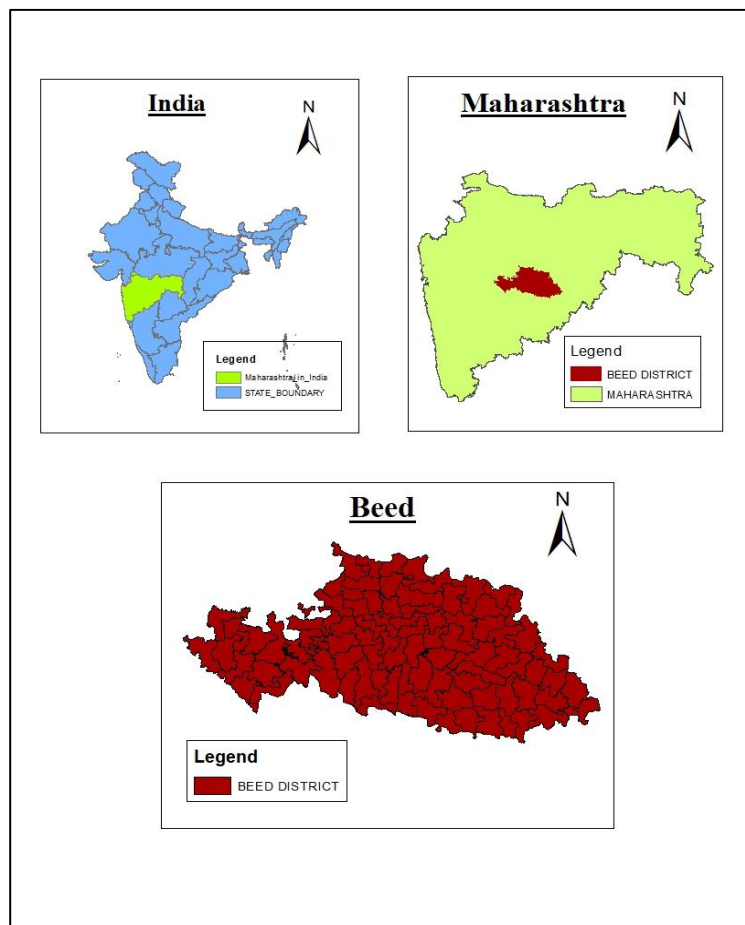 India
N
Legend
Maharashtra_in_India
STATE_BOUNDARY
Maharashtra
N
Legend
BEED DISTRICT
MAHARASHTRA
Beed
N
Legend
BEED DISTRICT